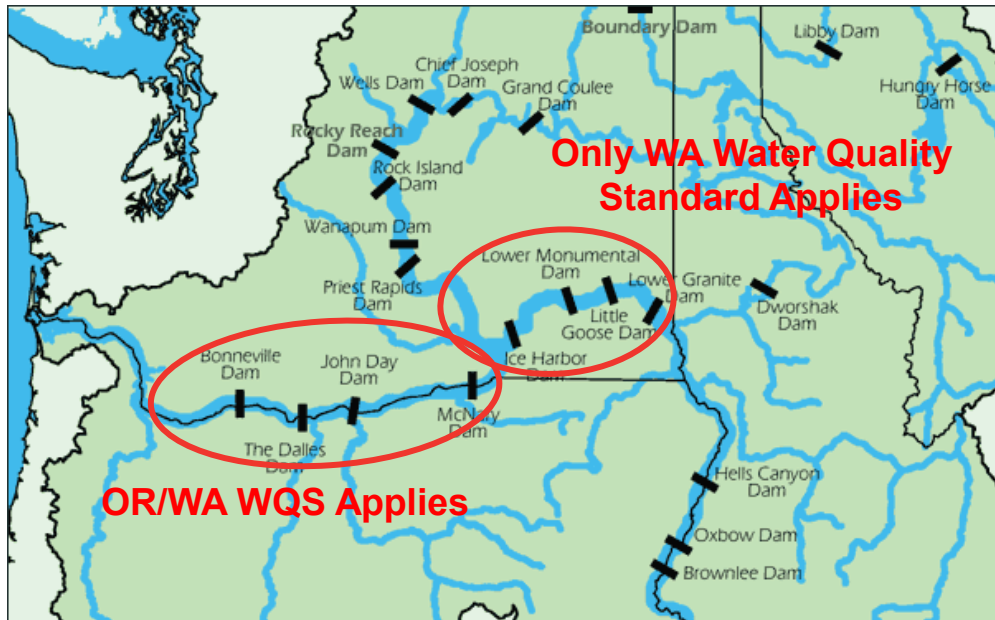 Boundary Dam
Libby Dam
Chief Joseph
Dam
Wells Dam
Grand Coulee
Dam
Hungry Horse
Dam
Rocky Reach
Dam
Only WA Water Quality
Standard Applies
Rock Island
Dam
Wanapum Dam
Lower Monumental
Dam
Priest Rapids
Dam
Lower Granite
Dam
Little
Goose Dam
Dworshak
Dam
Ice Harbor
Dam
Bonneville
Dam
John Day
Dam
McNary
Dam
The Dalles
Dam
OR/WA WQS Applies
Hells Canyon
Dam
Oxbow Dam
Brownlee Dam